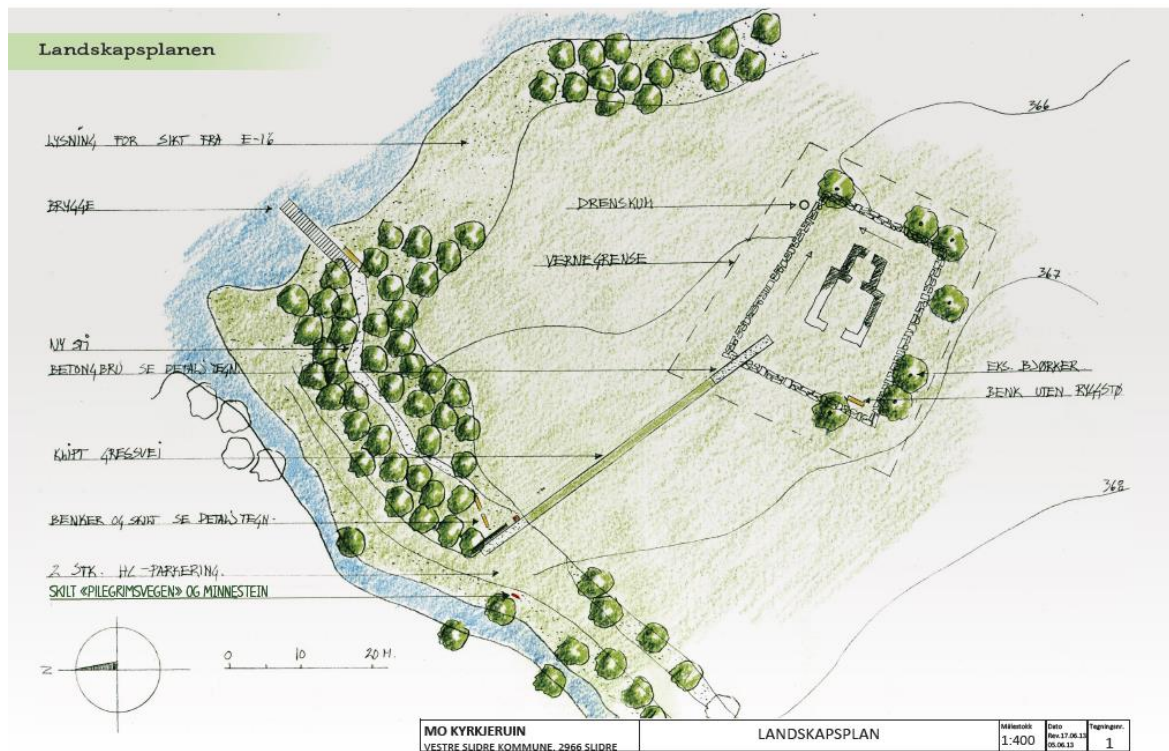 Landskapsplanen
LYSNING FOR SIKT FRA E-16
366
BRYGGE
DRENSKUM
VERNEGRENSE
367
NY STI
BETONGBRU SE DETALJTEGN.
EKS. BJØRKER
BENK UTEN RYGGSTØ
KLIPT GRESSVEI
368
BENKER OG SKILT SE DETALJTEGN.
2 STK. HC-PARKERING.
SKILT «PILEGRIMSVEGEN» OG MINNESTEIN
N
0 10 20 M.
MO KYRKJERUIN
VESTRE SLIDRE KOMMUNE, 2966 SLIDRE
LANDSKAPSPLAN
Målestokk
1:400
Dato
Rev.17.06.13
05.06.13
Tegningsnr.
1